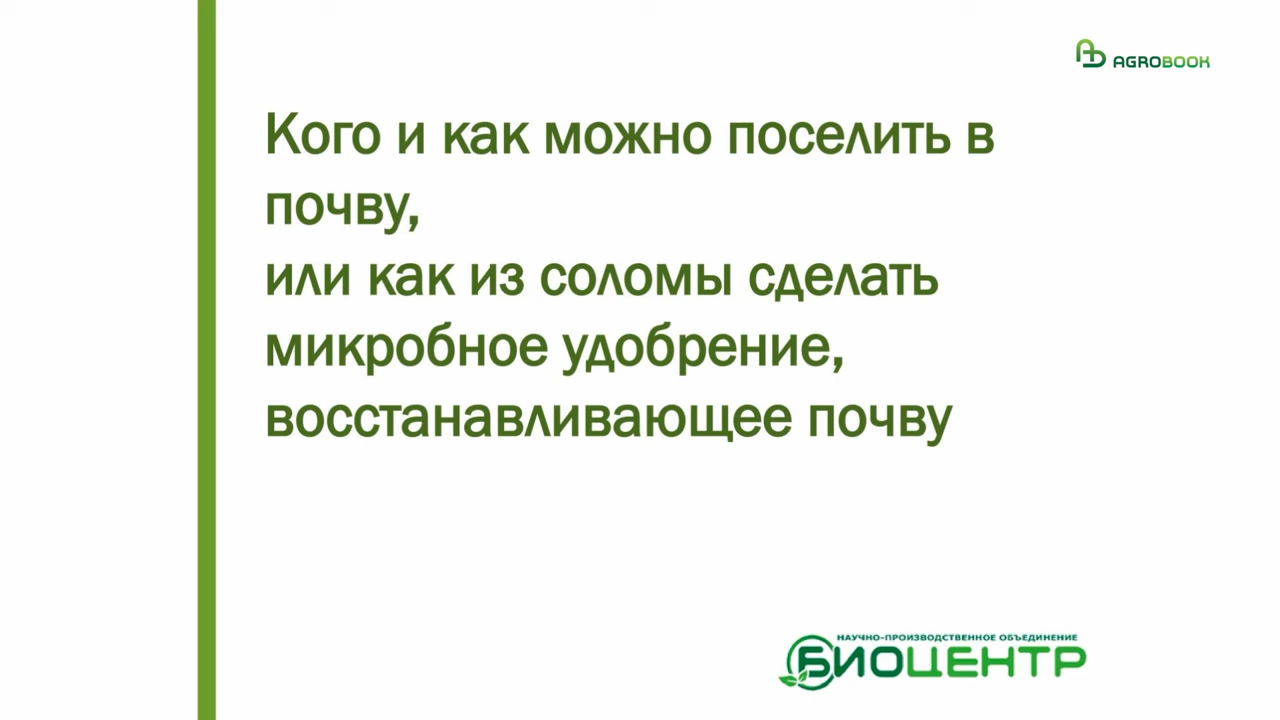 AGROBOOK
Кого и как можно поселить в
почву,
или как из соломы сделать
микробное удобрение,
восстанавливающее почву
НАУЧНО-ПРОИЗВОДСТВЕННОЕ ОБЪЕДИНЕНИЕ
БИОЦЕНТР